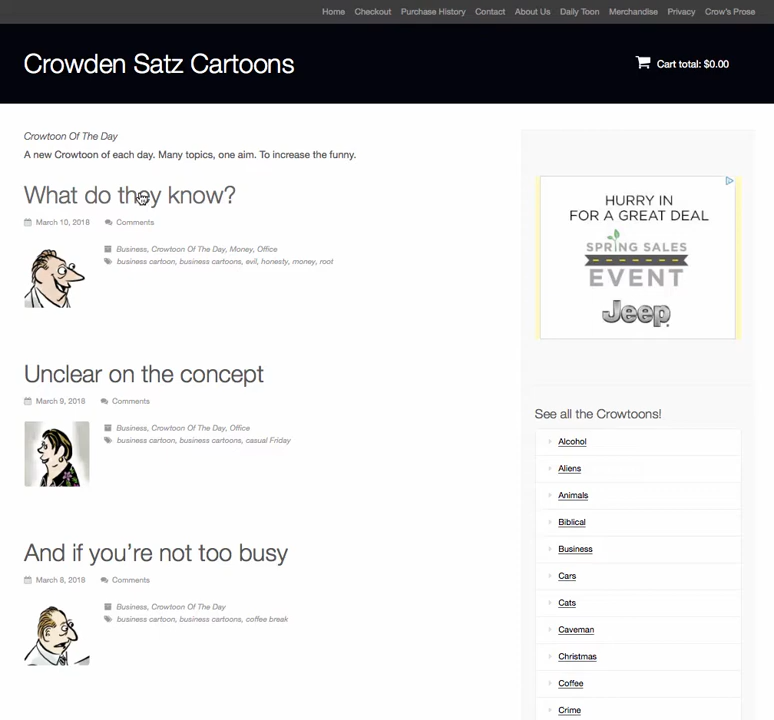 Home Checkout Purchase History Contact About Us Daily Toon Merchandise Privacy Crow's Prose
Crowden Satz Cartoons
Cart total: $0.00
Crowtoon Of The Day
A new Crowtoon of each day. Many topics, one aim. To increase the funny.
What do they know?
March 10, 2018 Comments
Business, Crowtoon Of The Day, Money, Office
business cartoon, business cartoons, evil, honesty, money, root
Unclear on the concept
March 9, 2018 Comments
Business, Crowtoon Of The Day, Office
business cartoon, business cartoons, casual Friday
And if you’re not too busy
March 8, 2018 Comments
Business, Crowtoon Of The Day
business cartoon, business cartoons, coffee break
HURRY IN
FOR A GREAT DEAL
SPRING SALES
EVENT
Jeep
See all the Crowtoons!
Alcohol
Aliens
Animals
Biblical
Business
Cars
Cats
Caveman
Christmas
Coffee
Crime